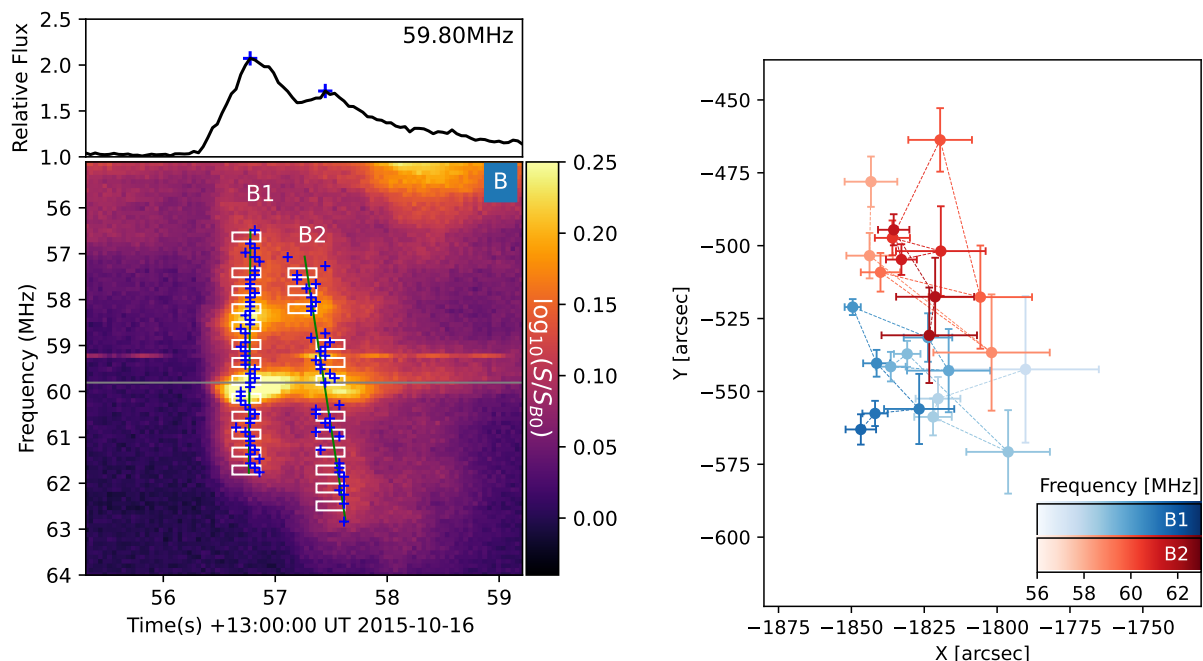 2.5
2.0
1.5
1.0
Relative Flux
59.80MHz
B
B1
B2
56
57
58
59
60
61
62
63
64
Frequency (MHz)
56
57
58
59
Time(s) +13:00:00 UT 2015-10-16
0.25
0.20
0.15
0.10
0.05
0.00
log10(S/SB0)
−450
−475
−500
−525
−550
−575
−600
Y [arcsec]
Frequency [MHz]
B1
B2
56 58 60 62
−1875 −1850 −1825 −1800 −1775 −1750
X [arcsec]